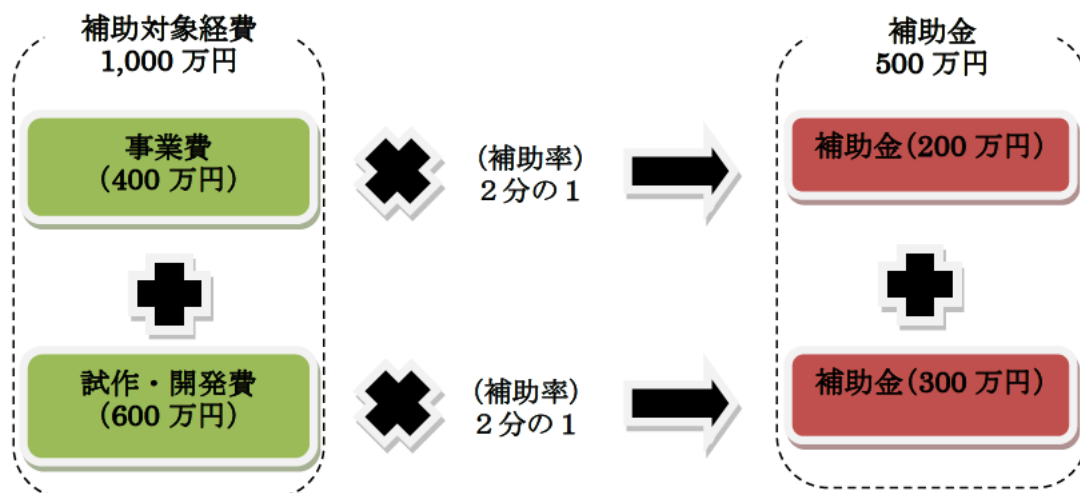 補助対象経費
1,000 万円
事業費
(400 万円)
(補助率)
2分の1
補助金(200 万円)
試作・開発費
(600 万円)
(補助率)
2分の1
補助金(300 万円)
補助金
500 万円